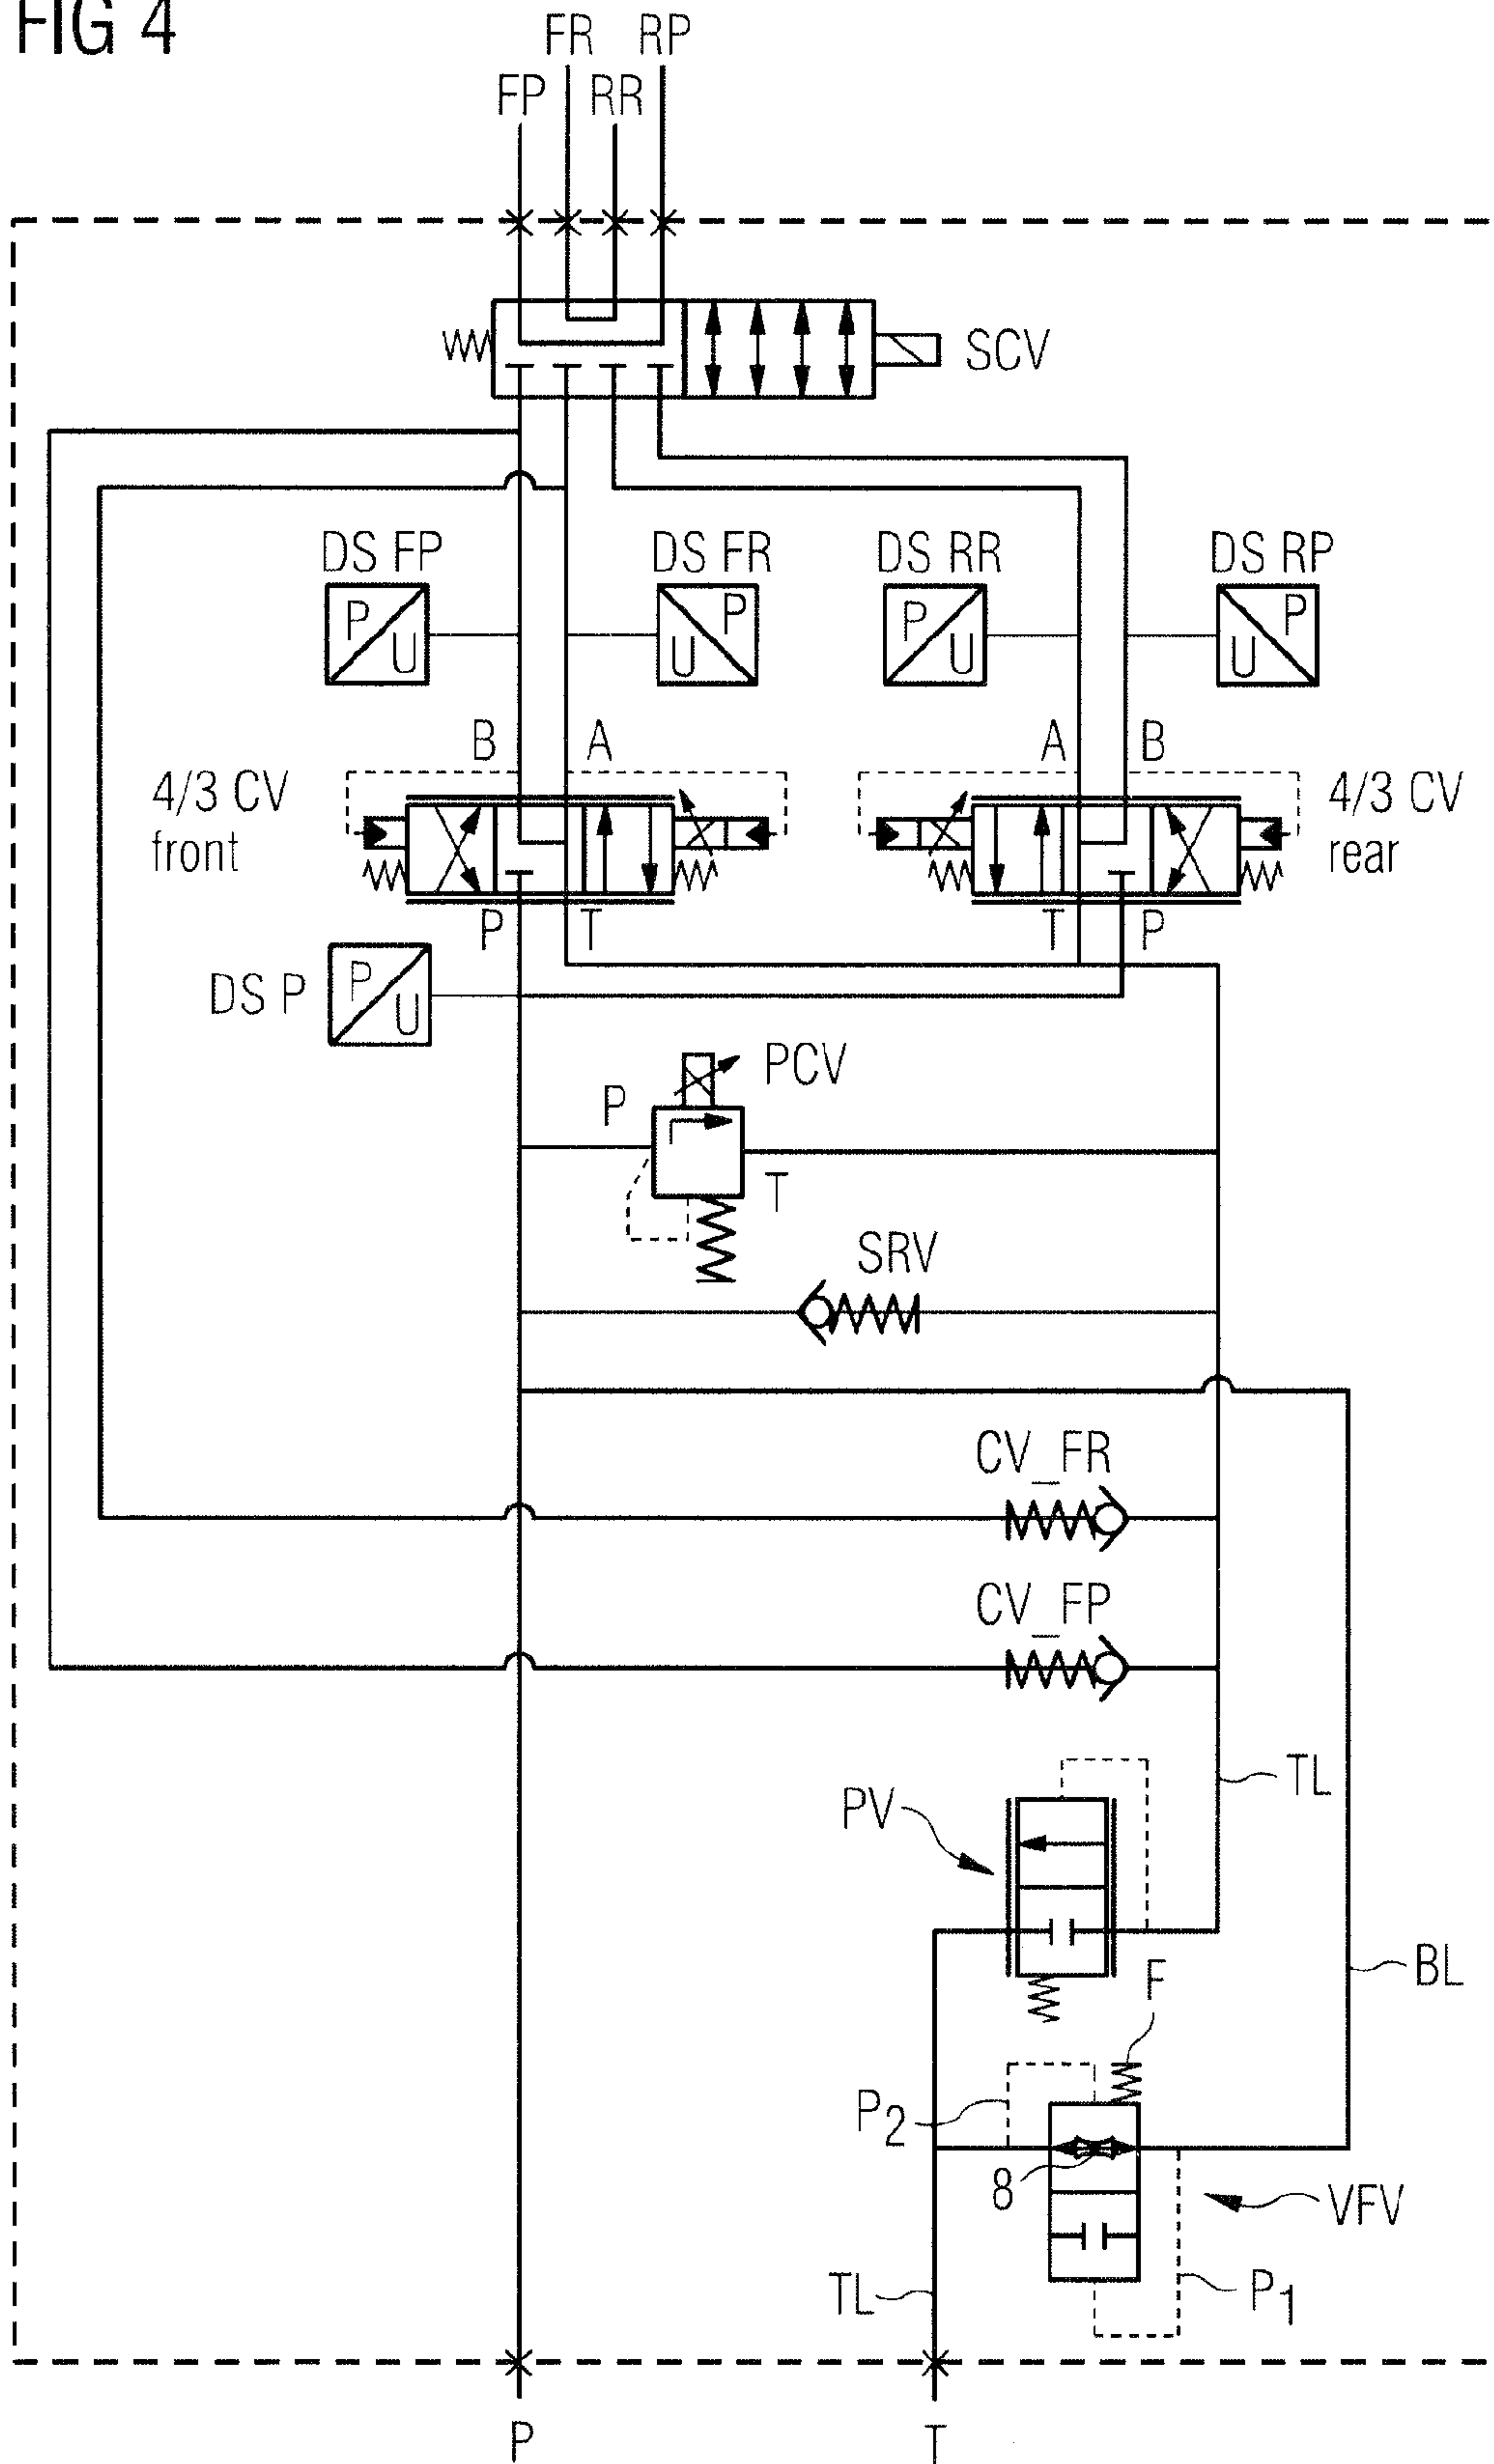 FIG 4
FR RP
FP RR
SCV
DS FP DS FR DS RR DS RP
P U U P P U U P
B A A B
4/3 CV front
4/3 CV rear
P T T P
DS P
P U
PCV
P
T
SRV
CV_FR
CV_FP
TL
PV
BL
F
P2
8
VFV
TL
P1
P T